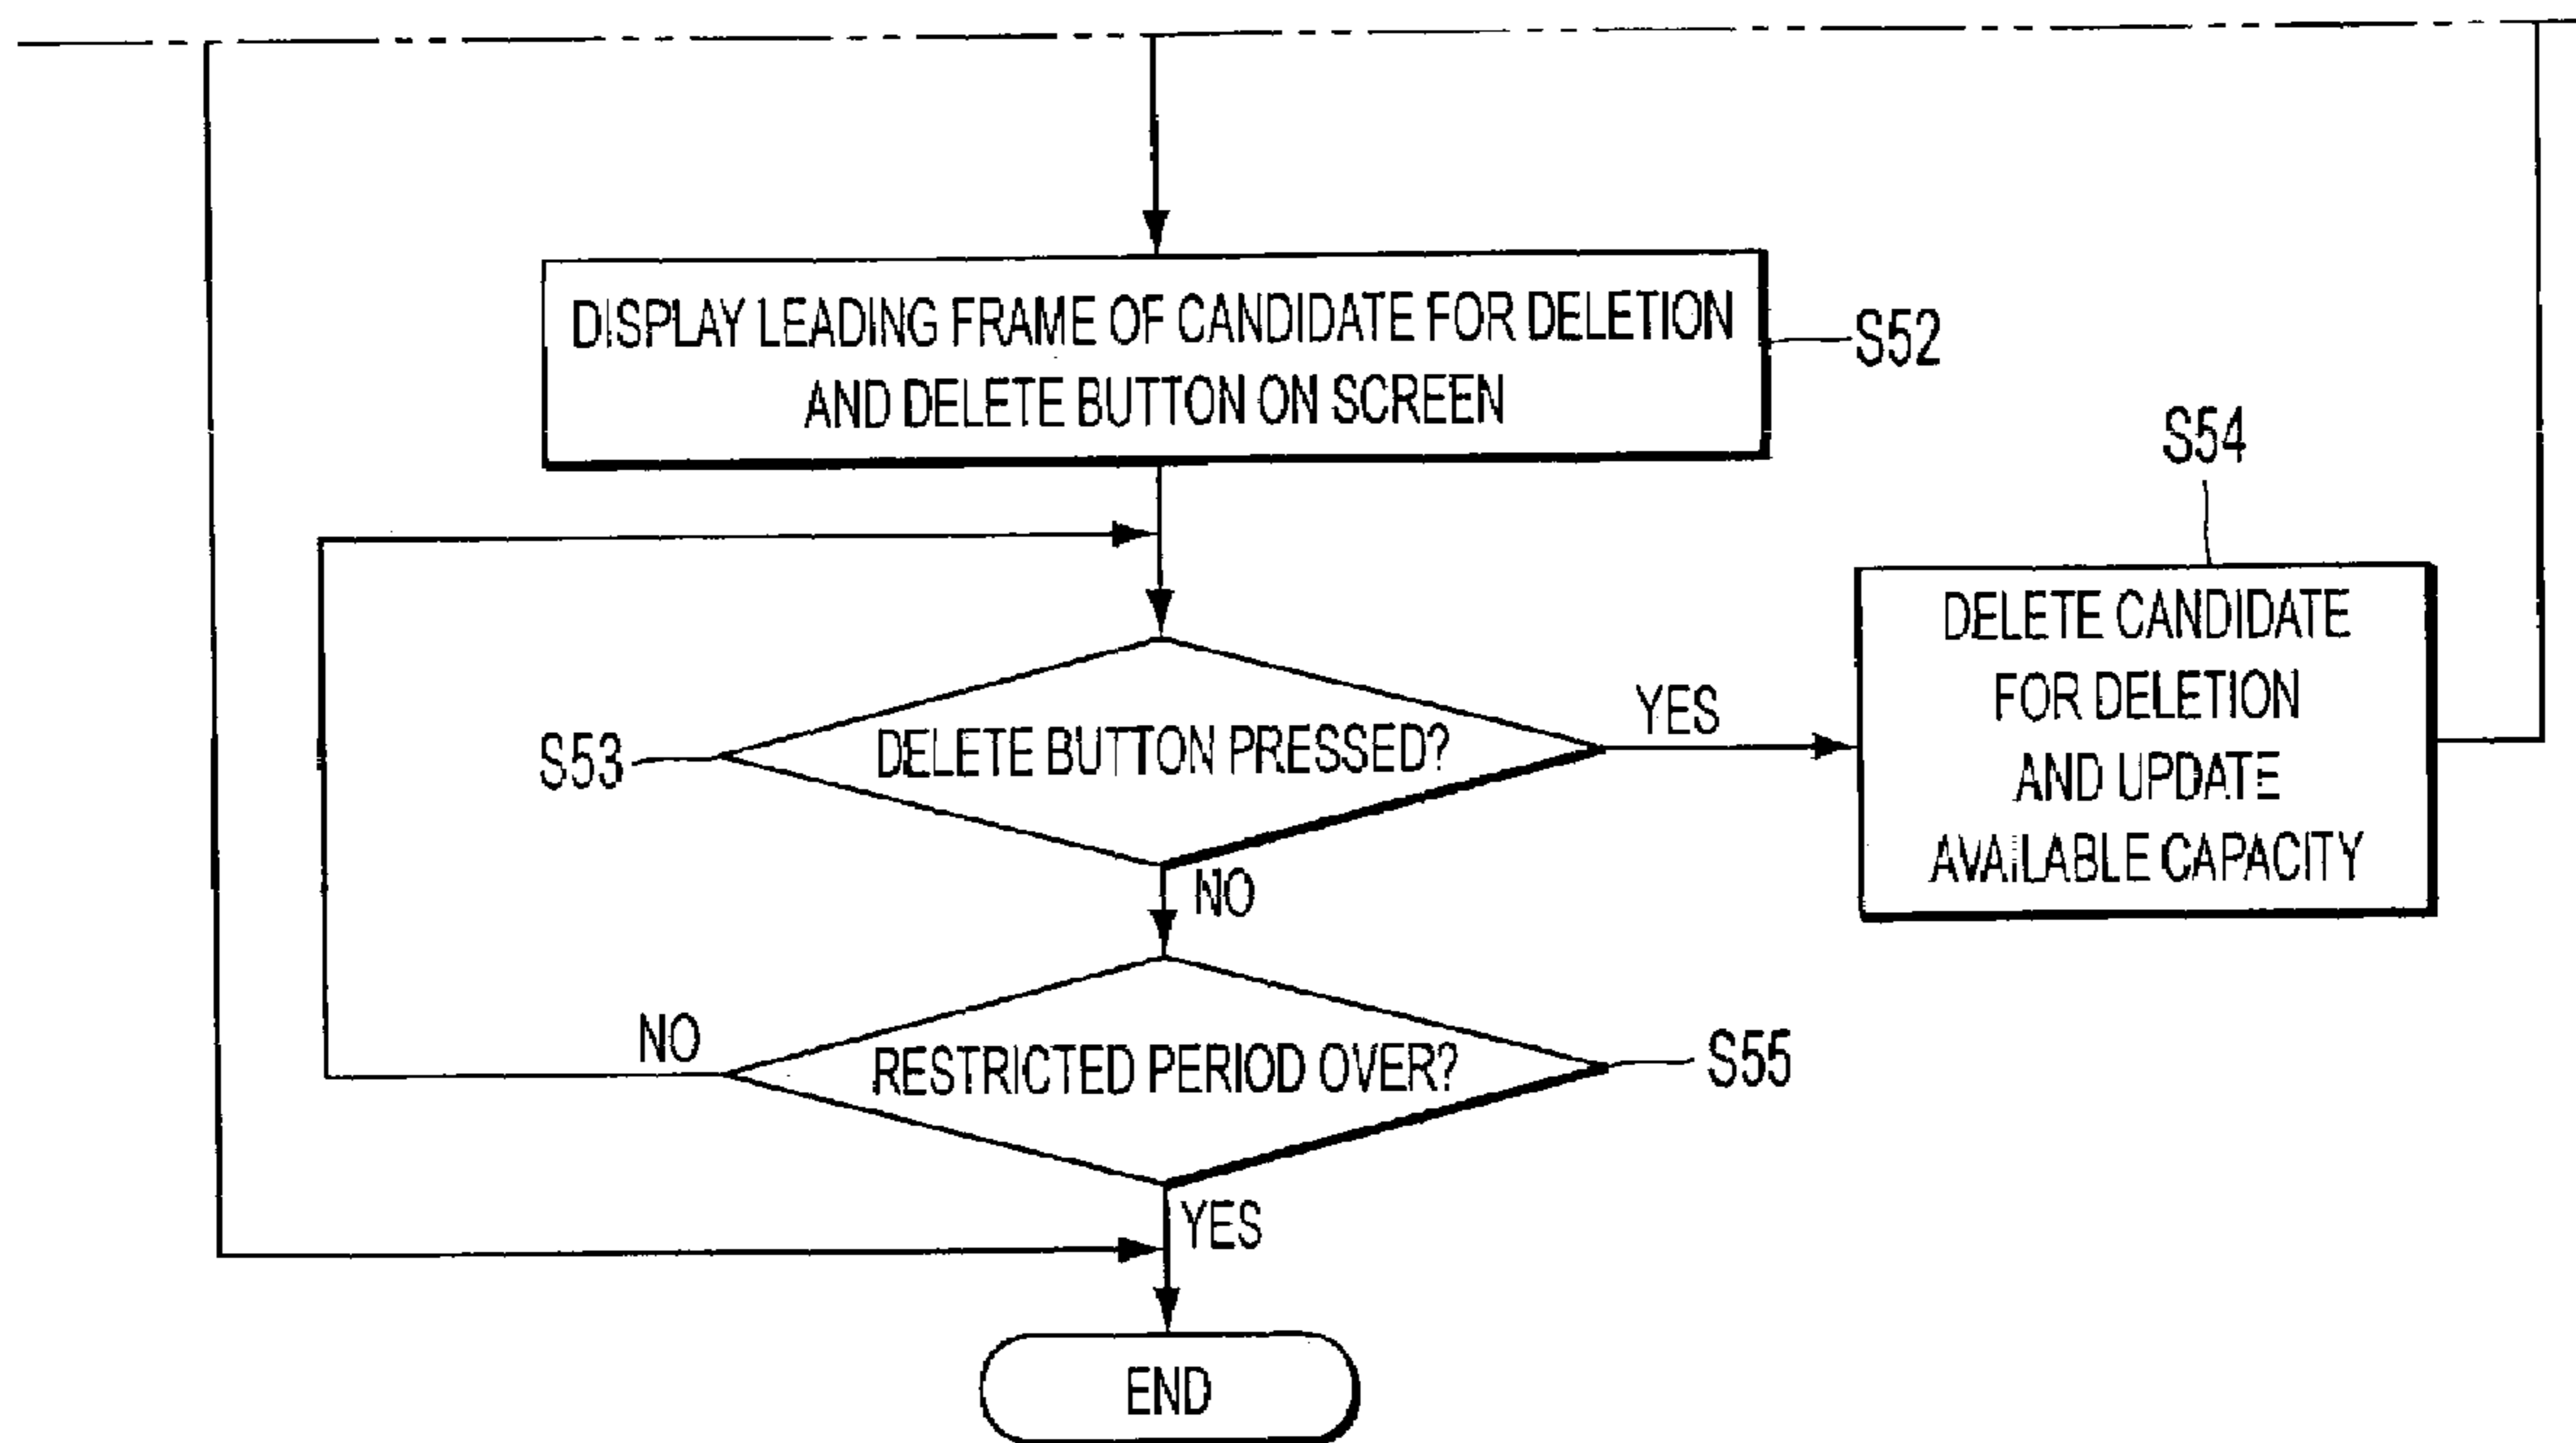 DISPLAY LEADING FRAME OF CANDIDATE FOR DELETION
AND DELETE BUTTON ON SCREEN
S52
S54
DELETE CANDIDATE
FOR DELETION
AND UPDATE
AVAILABLE CAPACITY
YES
S53
DELETE BUTTON PRESSED?
NO
NO
RESTRICTED PERIOD OVER?
S55
YES
END